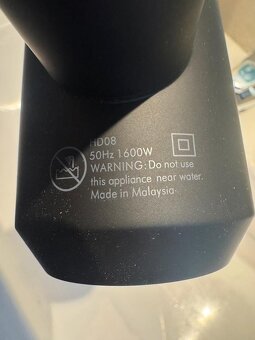 HD08
50Hz 1600W
WARNING: Do not use
this appliance near water.
Made in Malaysia